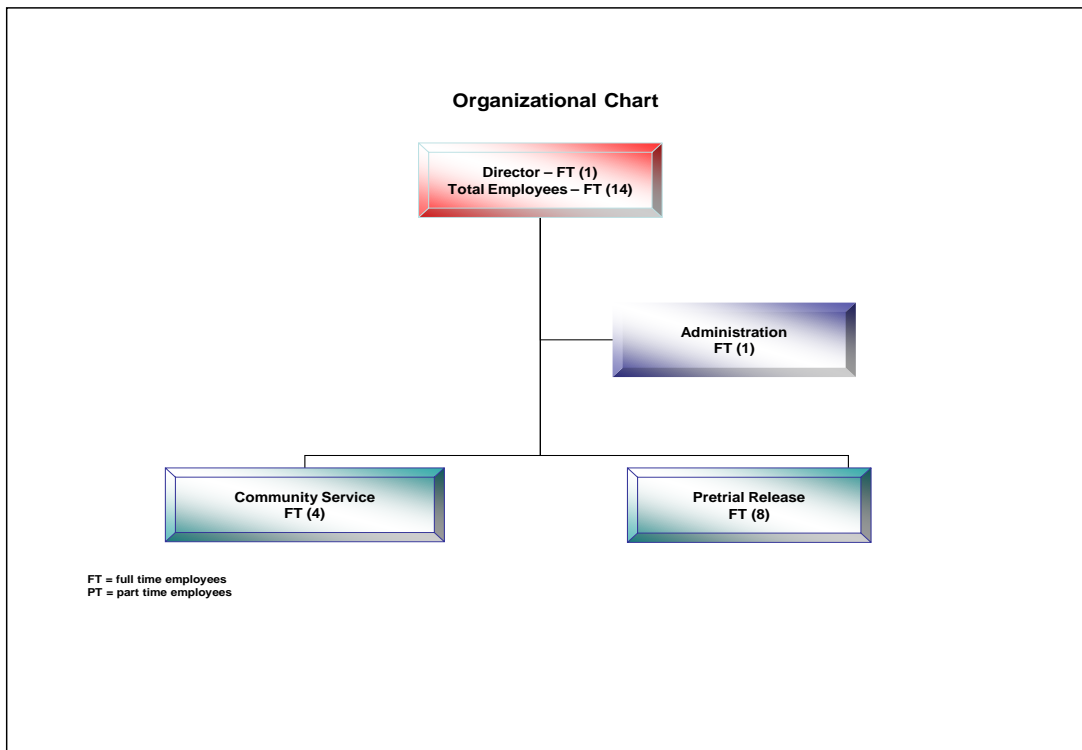 Organizational Chart
Director – FT (1)
Total Employees – FT (14)
Administration
FT (1)
Community Service
FT (4)
Pretrial Release
FT (8)
FT = full time employees
PT = part time employees